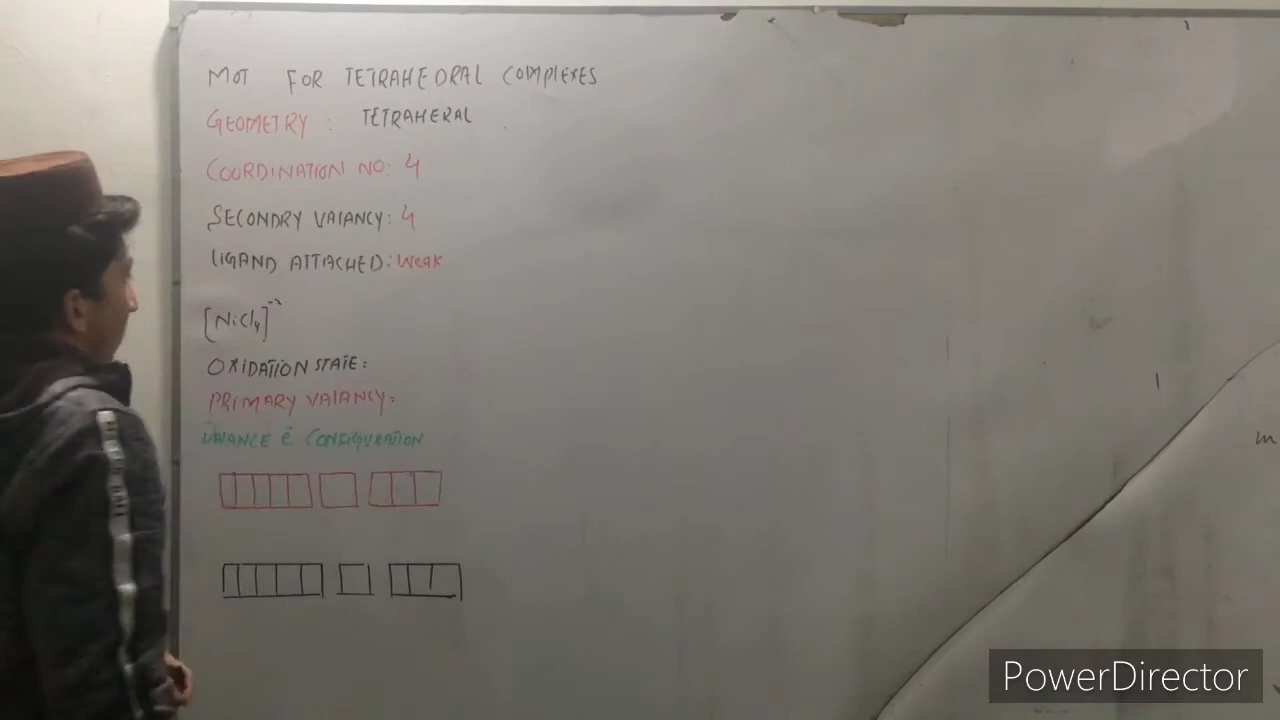 MOT FOR TETRAHEDRAL COMPLEXES
GEOMETRY : TETRAHERAL
COORDINATION NO: 4
SECONDRY VALANCY: 4
LIGAND ATTACHED: Weak
[NiCl4]
OXIDATION STATE:
PRIMARY VALANCY:
VALANCE e CONFIGURATION
PowerDirector